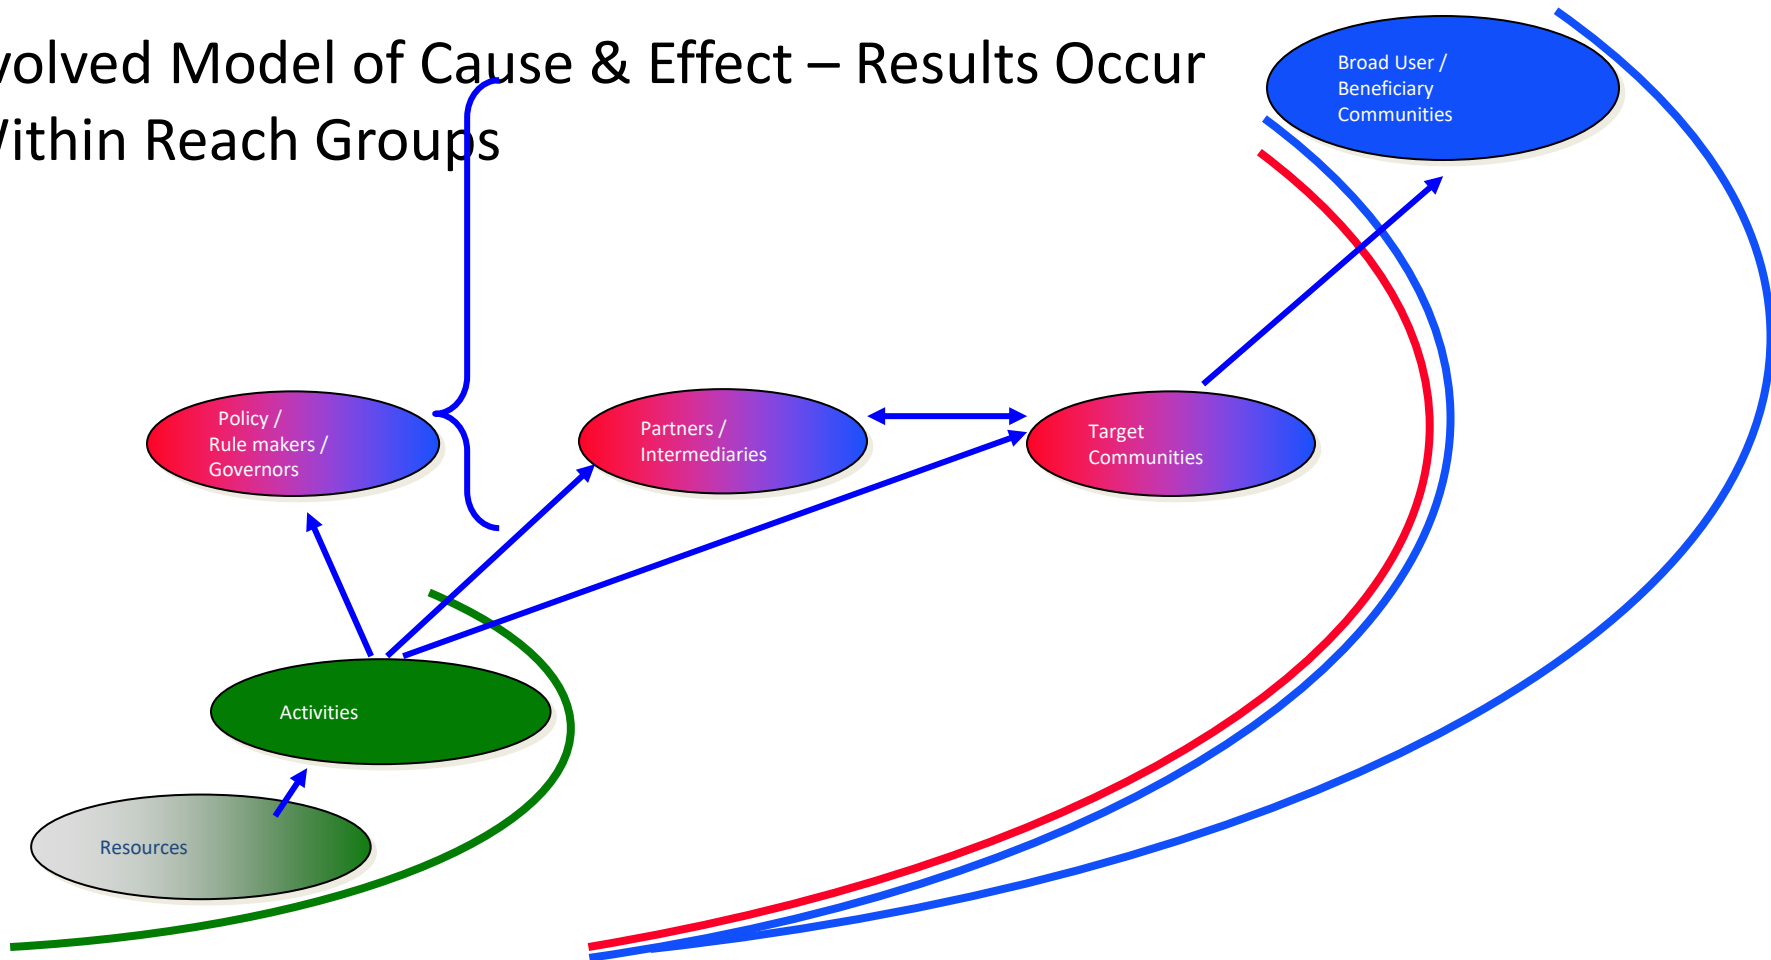 volved Model of Cause & Effect – Results Occur
Within Reach Groups
Broad User /
Beneficiary
Communities
Policy /
Rule makers /
Governors
Partners /
Intermediaries
Target
Communities
Activities
Resources